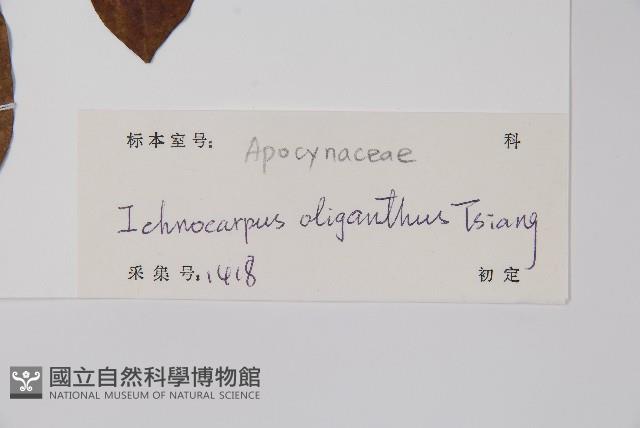 标本室号: Apocynaceae 科
Ichnocarpus oliganthus Tsiang
采集号: 1418 初定
國立自然科學博物館
NATIONAL MUSEUM OF NATURAL SCIENCE